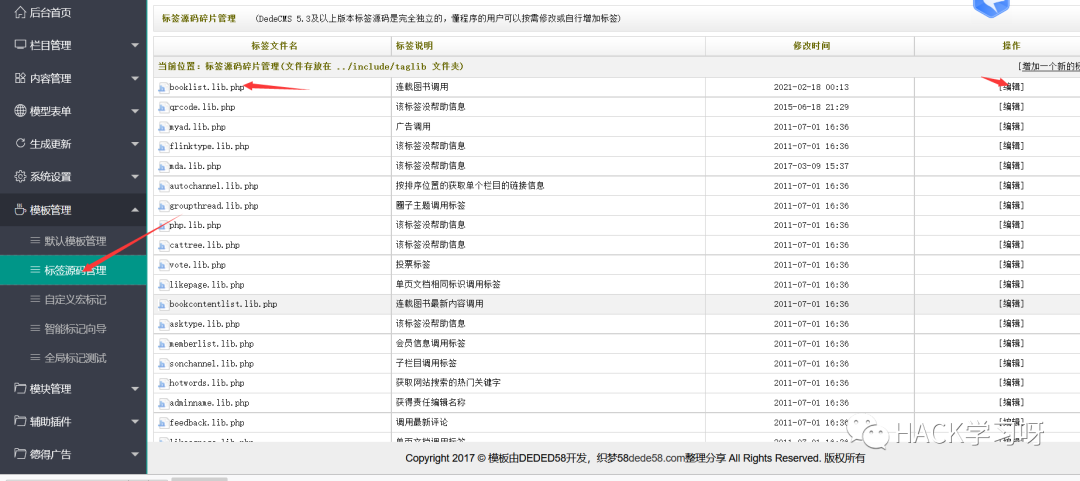 后台首页
栏目管理
内容管理
模型表单
生成更新
系统设置
模板管理
默认模板管理
标签源码管理
自定义宏标记
智能标记向导
全局标记测试
模块管理
辅助插件
德得广告
标签源码碎片管理 (DedeCMS 5.3及以上版本标签源码是完全独立的，懂程序的用户可以按需修改或自行增加标签)
标签文件名 标签说明 修改时间 操作
当前位置：标签源码碎片管理(文件存放在 ../include/taglib 文件夹) [增加一个新的标
booklist.lib.php 连载图书调用 2021-02-18 00:13 [编辑]
qrcode.lib.php 该标签没帮助信息 2015-06-18 21:29 [编辑]
myad.lib.php 广告调用 2011-07-01 16:36 [编辑]
flinktype.lib.php 该标签没帮助信息 2011-07-01 16:36 [编辑]
mda.lib.php 该标签没帮助信息 2017-03-09 15:37 [编辑]
autochannel.lib.php 按排序位置的获取单个栏目的链接信息 2011-07-01 16:36 [编辑]
groupthread.lib.php 圈子主题调用标签 2011-07-01 16:36 [编辑]
php.lib.php 该标签没帮助信息 2011-07-01 16:36 [编辑]
cattree.lib.php 该标签没帮助信息 2011-07-01 16:36 [编辑]
vote.lib.php 投票标签 2011-07-01 16:36 [编辑]
likepage.lib.php 单页文档相同标识调用标签 2011-07-01 16:36 [编辑]
bookcontentlist.lib.php 连载图书最新内容调用 2011-07-01 16:36 [编辑]
asktype.lib.php 该标签没帮助信息 2011-07-01 16:36 [编辑]
memberlist.lib.php 会员信息调用标签 2011-07-01 16:36 [编辑]
sonchannel.lib.php 子栏目调用标签 2011-07-01 16:36 [编辑]
hotwords.lib.php 获取网站搜索的热门关键字 2011-07-01 16:36 [编辑]
adminname.lib.php 获得责任编辑名称 2011-07-01 16:36 [编辑]
feedback.lib.php 调用最新评论 2011-07-01 16:36 [编辑]
单页文档调用标签 2011-07-01 16:36 [编辑]
HACK学习呀
Copyright 2017 © 模板由DEDED58开发，织梦58dede58.com整理分享 All Rights Reserved. 版权所有